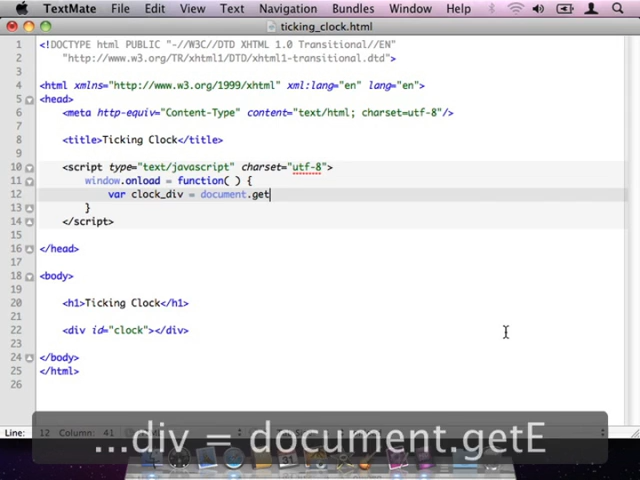 TextMate File Edit View Text Navigation Bundles Window Help
ticking_clock.html
1 <!DOCTYPE html PUBLIC "-//W3C//DTD XHTML 1.0 Transitional//EN"
2 "http://www.w3.org/TR/xhtml1/DTD/xhtml1-transitional.dtd">
3
4 <html xmlns="http://www.w3.org/1999/xhtml" xml:lang="en" lang="en">
5 <head>
6 <meta http-equiv="Content-Type" content="text/html; charset=utf-8"/>
7
8 <title>Ticking Clock</title>
9
10 <script type="text/javascript" charset="utf-8">
11 window.onload = function( ) {
12 var clock_div = document.get
13 }
14 </script>
15
16 </head>
17
18 <body>
19
20 <h1>Ticking Clock</h1>
21
22 <div id="clock"></div>
23
24 </body>
25 </html>
26
Line: 12 Column: 41
...div = document.getE